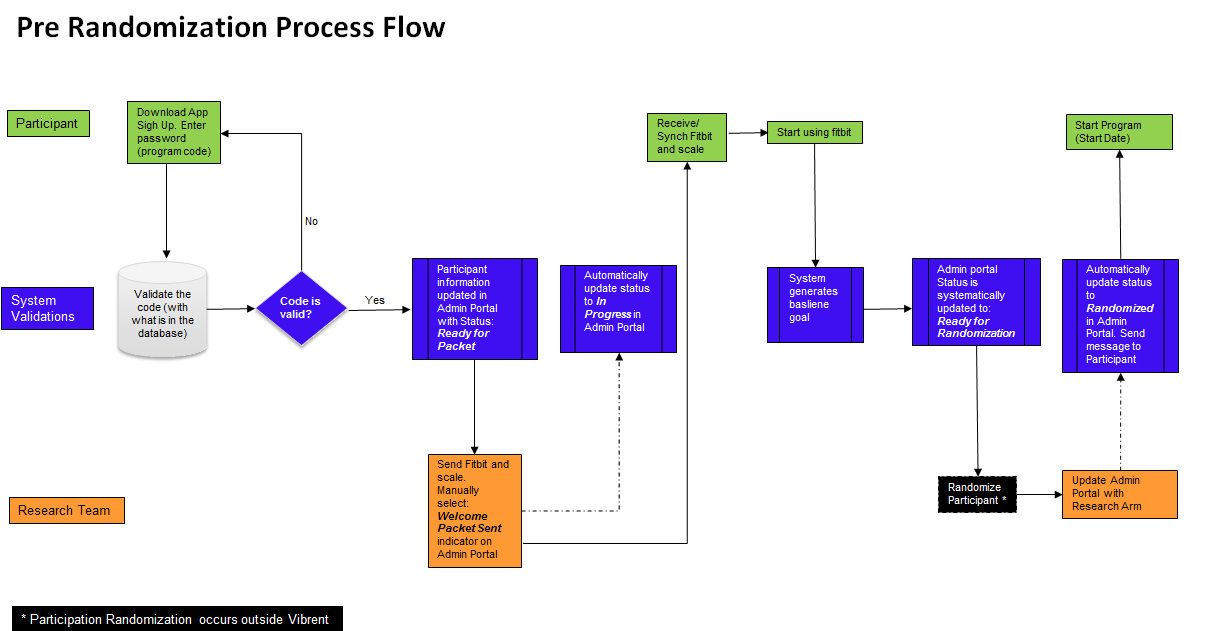 Pre Randomization Process Flow
Participant
Download App
Sigh Up. Enter
password
(program code)
Receive/
Synch Fitbit
and scale
Start using fitbit
Start Program
(Start Date)
No
System
Validations
Validate the
code (with
what is in the
database)
Code is
valid?
Yes
Participant
information
updated in
Admin Portal
with Status:
Ready for
Packet
Automatically
update status
to In
Progress in
Admin Portal
System
generates
basliene
goal
Admin portal
Status is
systematically
updated to:
Ready for
Randomization
Automatically
update status
to
Randomized
in Admin
Portal. Send
message to
Participant
Research Team
Send Fitbit and
scale.
Manually
select:
Welcome
Packet Sent
indicator on
Admin Portal
Randomize
Participant *
Update Admin
Portal with
Research Arm
* Participation Randomization occurs outside Vibrent